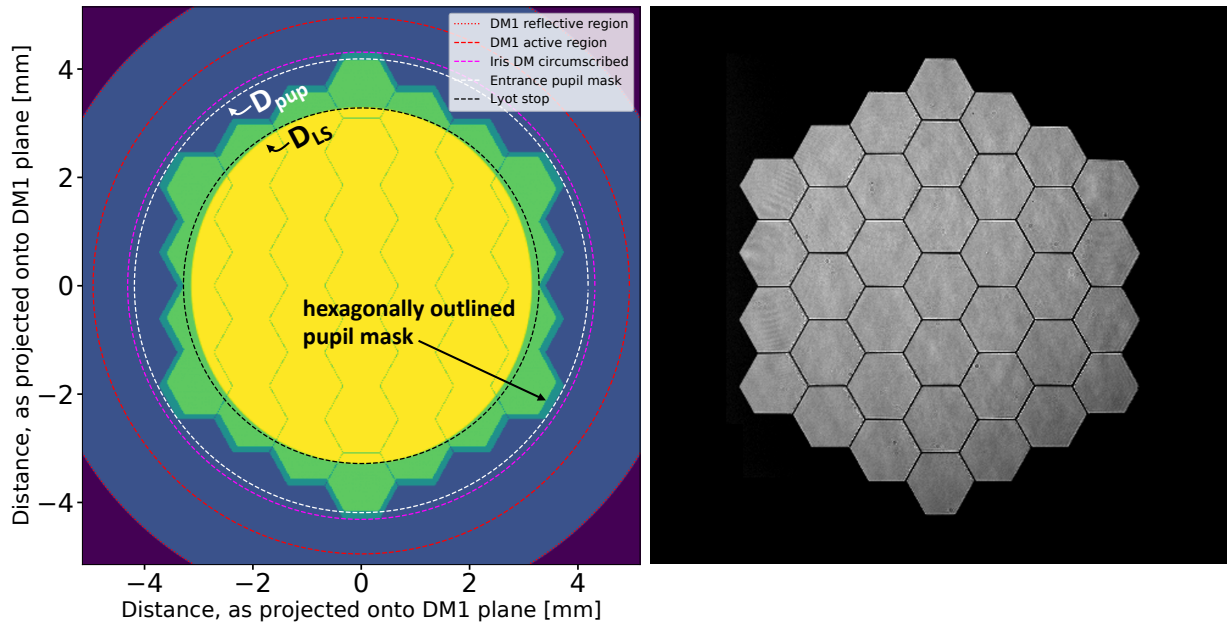 DM1 reflective region
DM1 active region
Iris DM circumscribed
Entrance pupil mask
Lyot stop
Dpup
DLS
hexagonally outlined
pupil mask
4
2
0
−2
−4
Distance, as projected onto DM1 plane [mm]
−4 −2 0 2 4
Distance, as projected onto DM1 plane [mm]